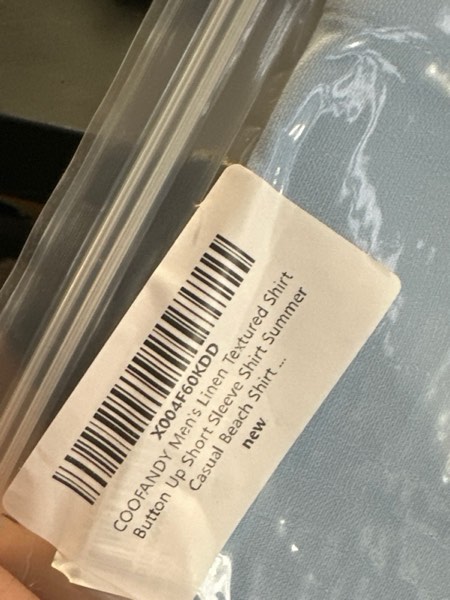 X004F60KDD
COOFANDY Men's Linen Textured Shirt
Button Up Short Sleeve Shirt Summer
Casual Beach Shirt ...
new